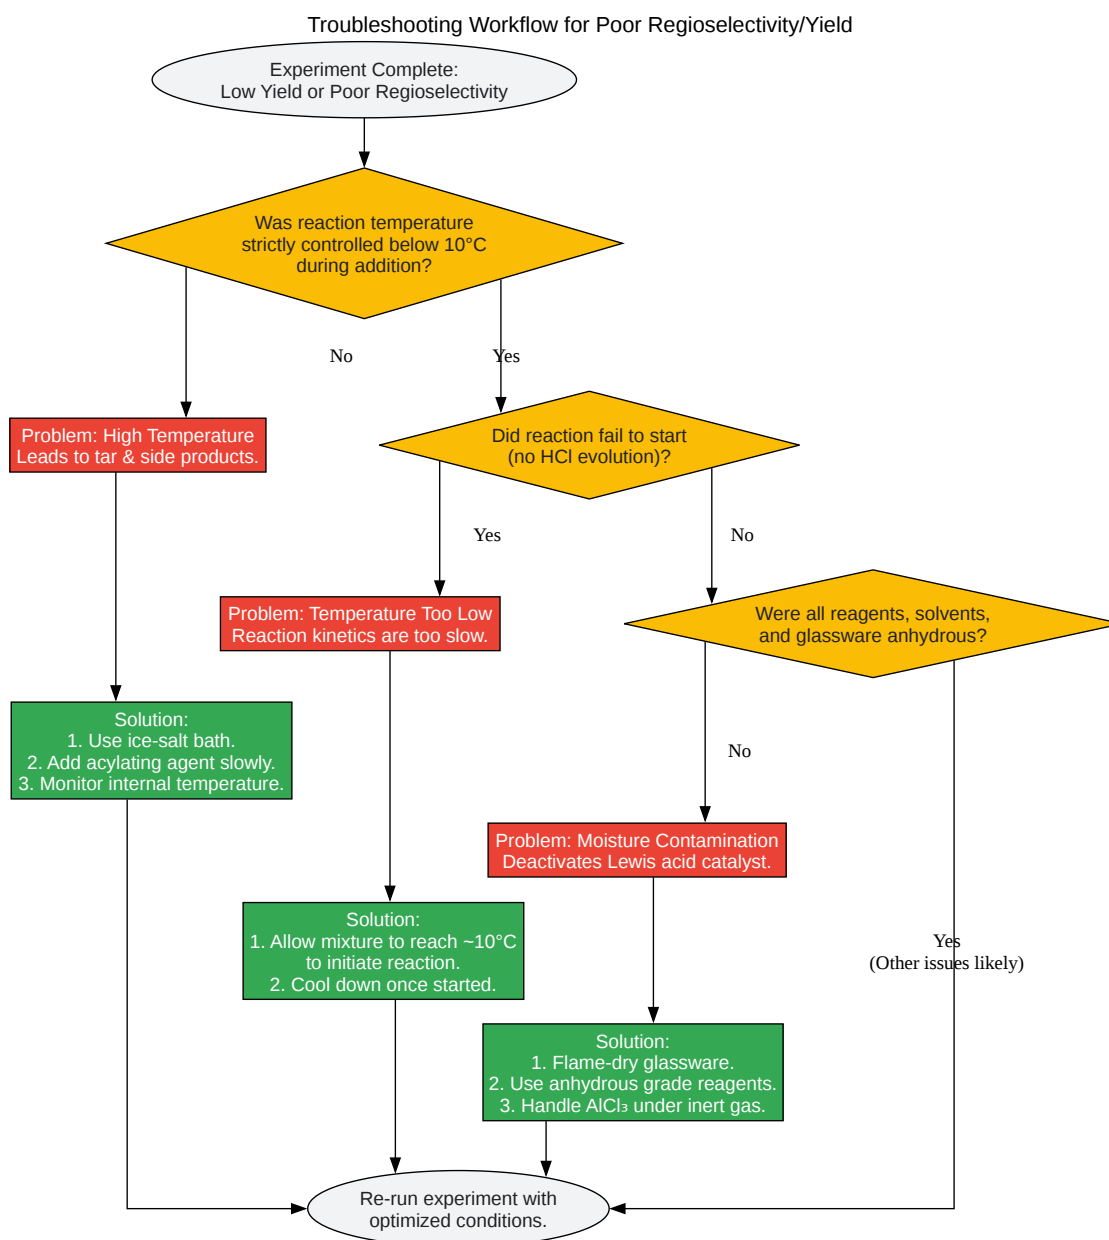 Troubleshooting Workflow for Poor Regioselectivity/Yield
Experiment Complete:
Low Yield or Poor Regioselectivity
Was reaction temperature
strictly controlled below 10°C
during addition?
No
Yes
Problem: High Temperature
Leads to tar & side products.
Did reaction fail to start
(no HCl evolution)?
Yes
No
Problem: Temperature Too Low
Reaction kinetics are too slow.
Were all reagents, solvents,
and glassware anhydrous?
Solution:
1. Use ice-salt bath.
2. Add acylating agent slowly.
3. Monitor internal temperature.
No
Problem: Moisture Contamination
Deactivates Lewis acid catalyst.
Solution:
1. Allow mixture to reach ~10°C
to initiate reaction.
2. Cool down once started.
Yes
(Other issues likely)
Solution:
1. Flame-dry glassware.
2. Use anhydrous grade reagents.
3. Handle AlCl₃ under inert gas.
Re-run experiment with
optimized conditions.